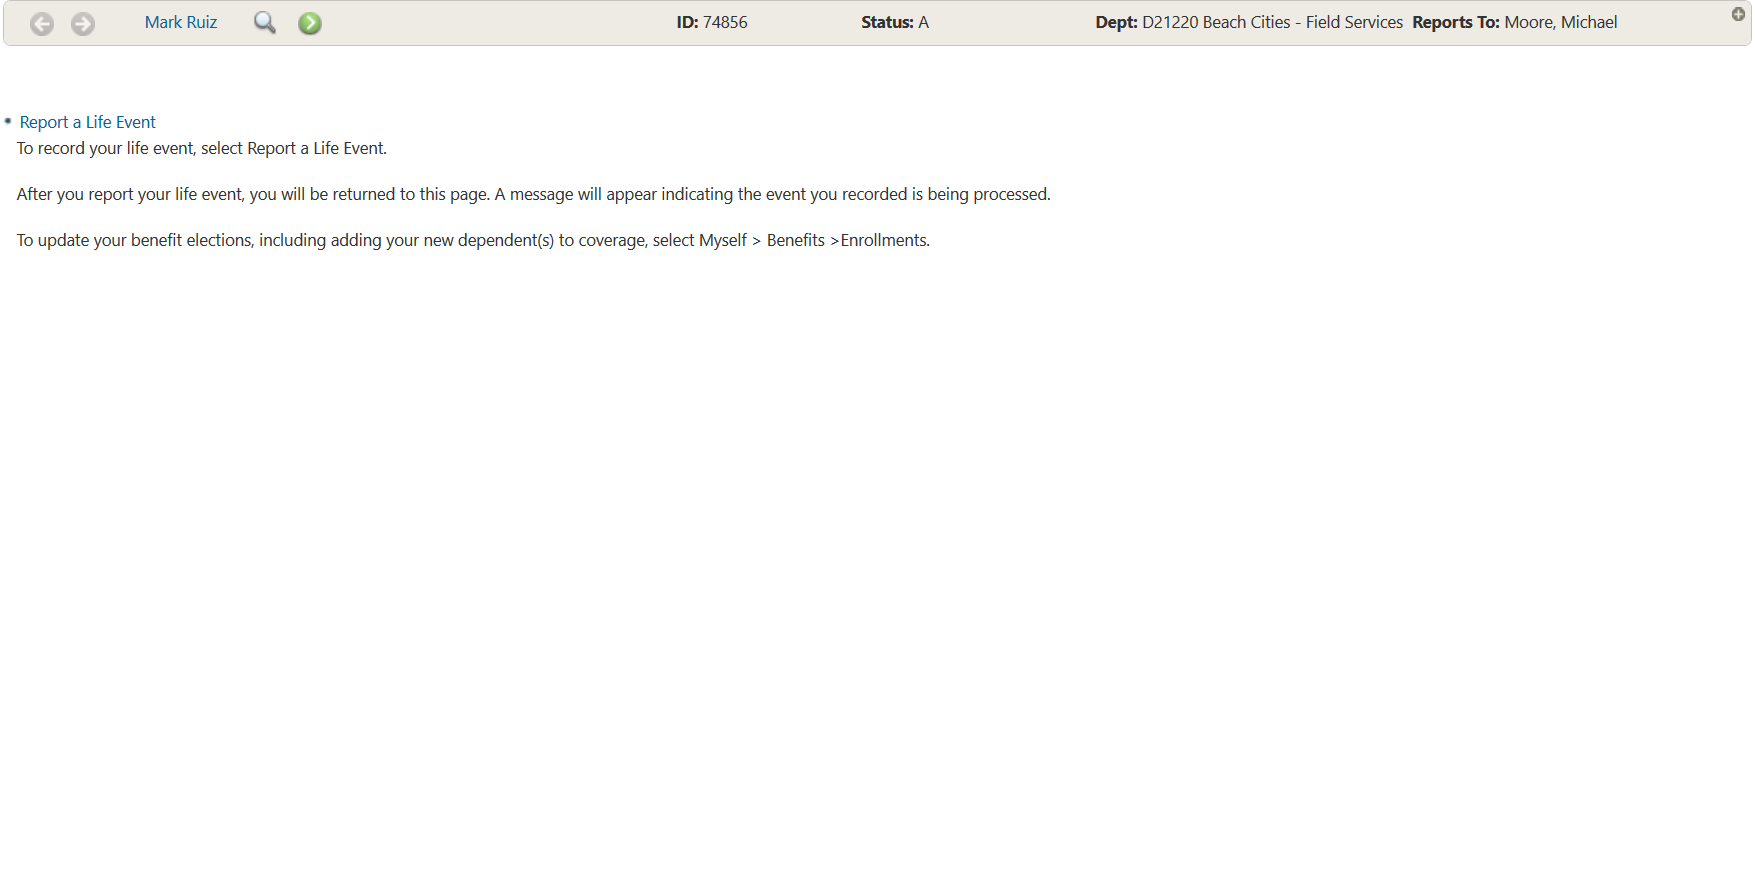 Mark Ruiz ID: 74856 Status: A Dept: D21220 Beach Cities - Field Services Reports To: Moore, Michael
Report a Life Event
To record your life event, select Report a Life Event.
After you report your life event, you will be returned to this page. A message will appear indicating the event you recorded is being processed.
To update your benefit elections, including adding your new dependent(s) to coverage, select Myself > Benefits >Enrollments.